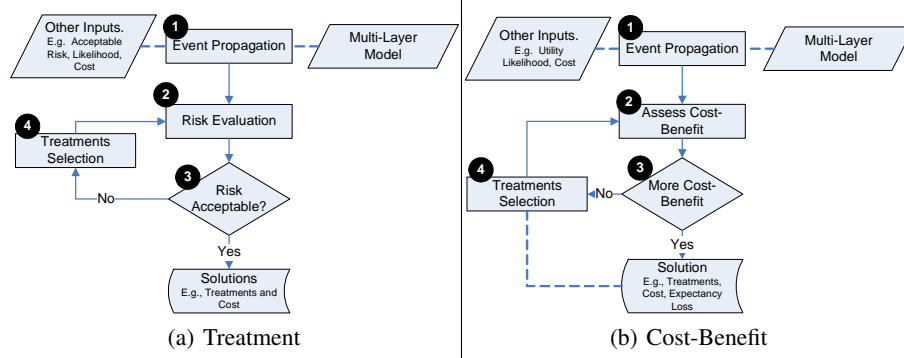 Other Inputs.
E.g. Acceptable
Risk, Likelihood,
Cost
1
Event Propagation
Multi-Layer
Model
2
Risk Evaluation
4
Treatments
Selection
3
Risk
Acceptable?
No
Yes
Solutions
E.g., Treatments and
Cost
(a) Treatment
Other Inputs.
E.g. Utility
Likelihood, Cost
1
Event Propagation
Multi-Layer
Model
2
Assess Cost-
Benefit
4
Treatments
Selection
3
More Cost-
Benefit
No
Yes
Solution
E.g., Treatments,
Cost, Expectancy
Loss
(b) Cost-Benefit